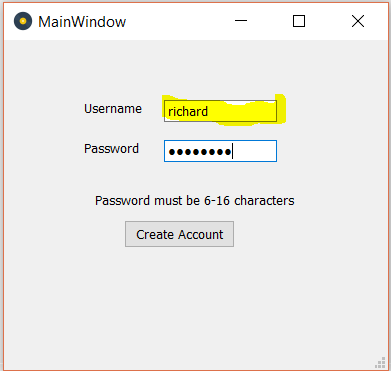 MainWindow
Username richard
Password ●●●●●●●●
Password must be 6-16 characters
Create Account